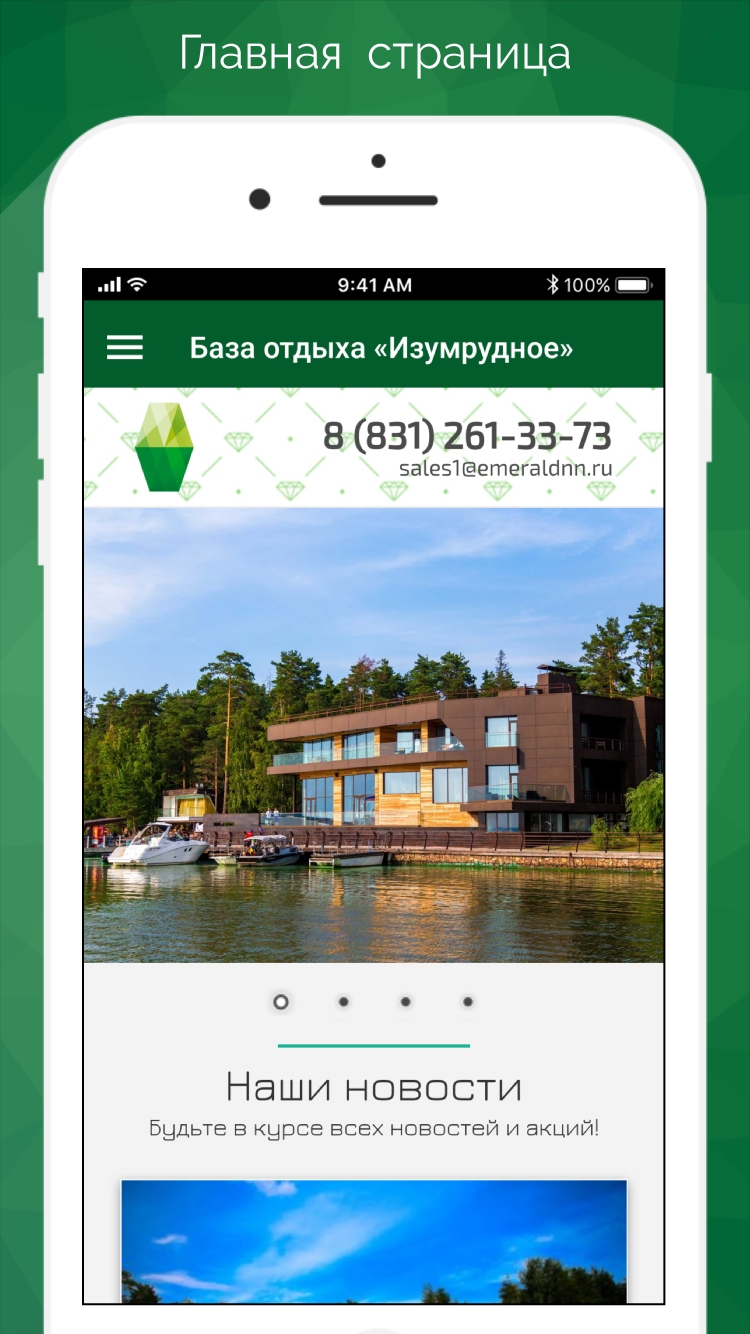 Главная страница
9:41 AM
100%
База отдыха «Изумрудное»
8 (831) 261-33-73
sales1@emeraldnn.ru
Наши новости
Будьте в курсе всех новостей и акций!